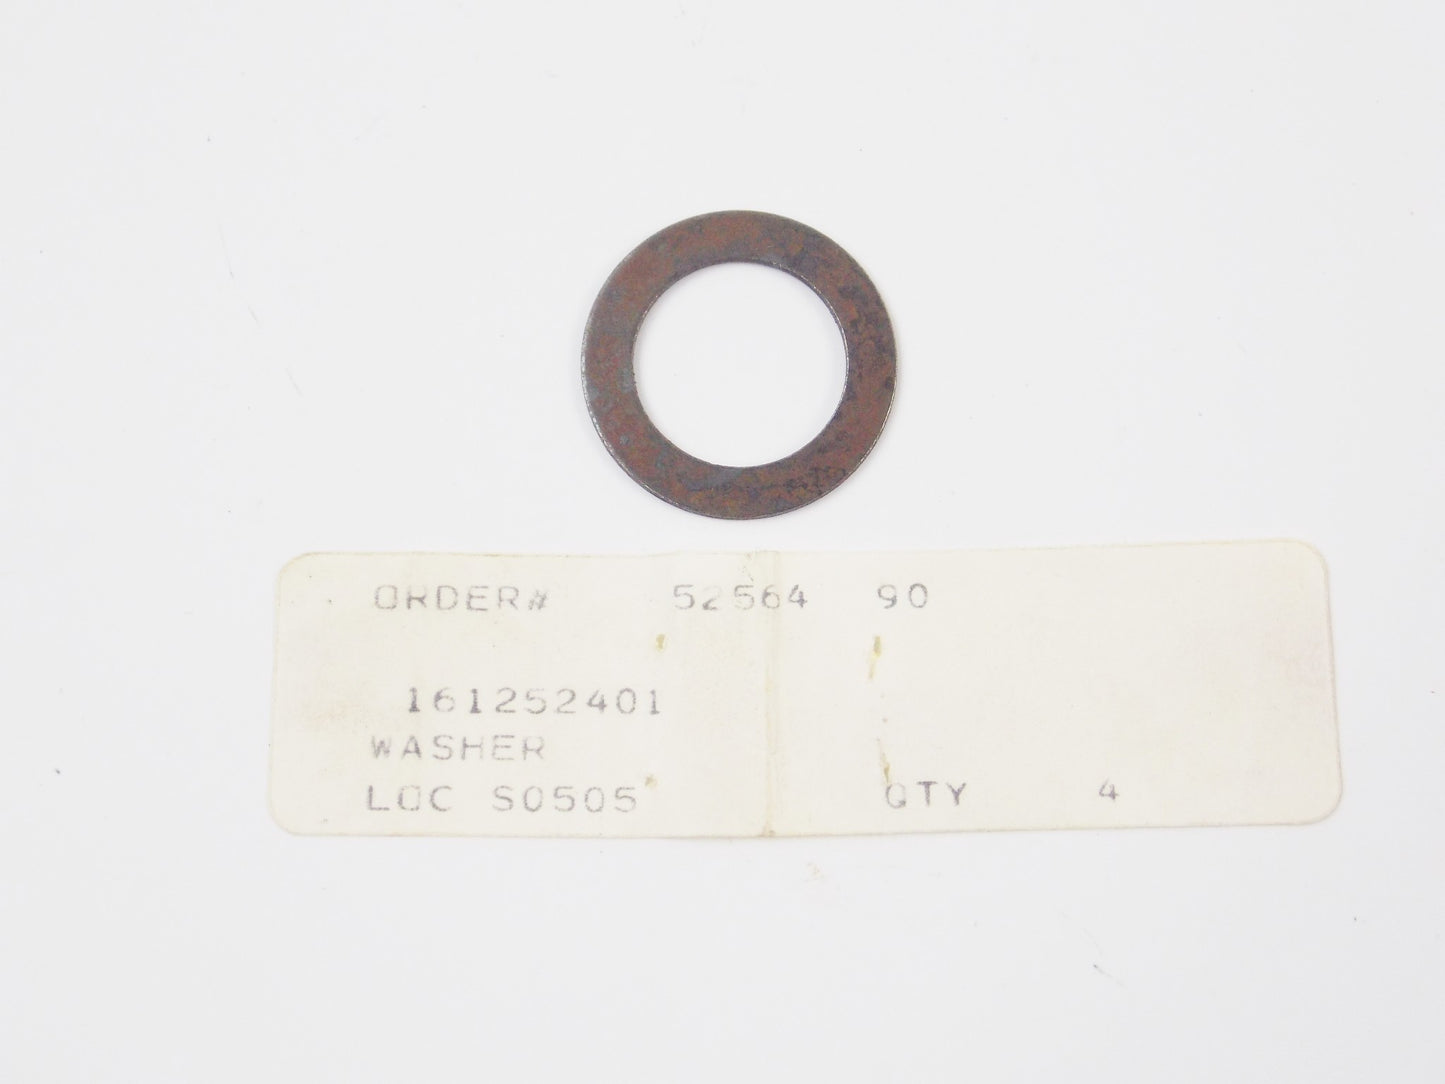 ORDER# 52564 90
161252401
WASHER
LOC S0505 QTY 4